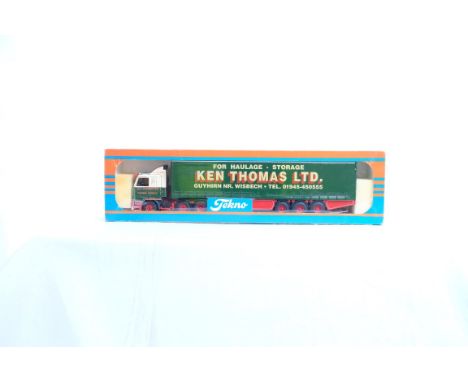 FOR HAULAGE - STORAGE
KEN THOMAS LTD.
GUYHIRN NR. WISBECH • TEL. 01945-450555
Tekno